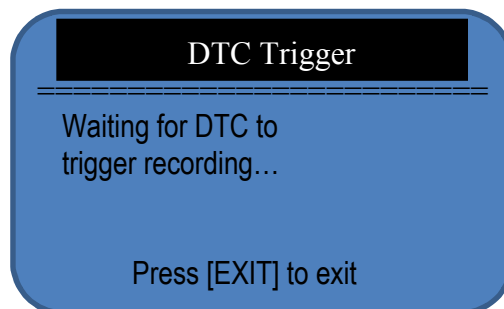 DTC Trigger
=========================
Waiting for DTC to
trigger recording…
Press [EXIT] to exit